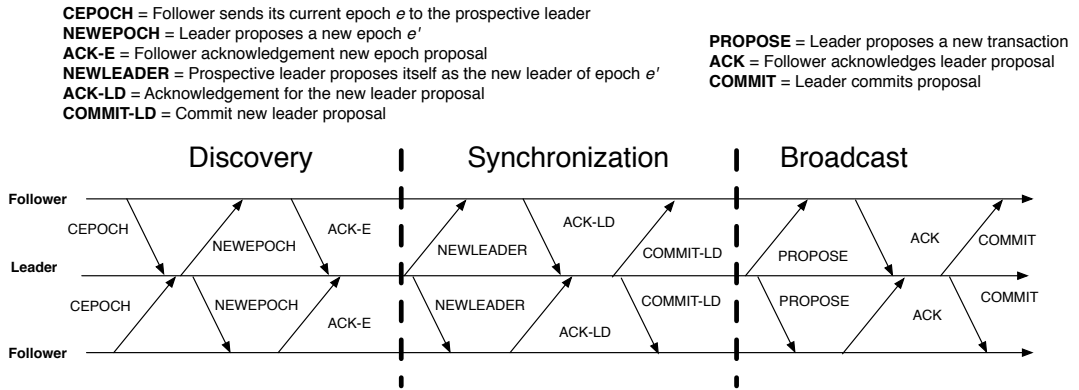 CEPOCH = Follower sends its current epoch e to the prospective leader
NEWEPOCH = Leader proposes a new epoch e'
ACK-E = Follower acknowledgement new epoch proposal
NEWLEADER = Prospective leader proposes itself as the new leader of epoch e'
ACK-LD = Acknowledgement for the new leader proposal
COMMIT-LD = Commit new leader proposal
PROPOSE = Leader proposes a new transaction
ACK = Follower acknowledges leader proposal
COMMIT = Leader commits proposal
Discovery
Synchronization
Broadcast
Follower
CEPOCH
NEWEPOCH
ACK-E
NEWLEADER
ACK-LD
COMMIT-LD
PROPOSE
ACK
COMMIT
Leader
CEPOCH
NEWEPOCH
ACK-E
NEWLEADER
ACK-LD
COMMIT-LD
PROPOSE
ACK
COMMIT
Follower